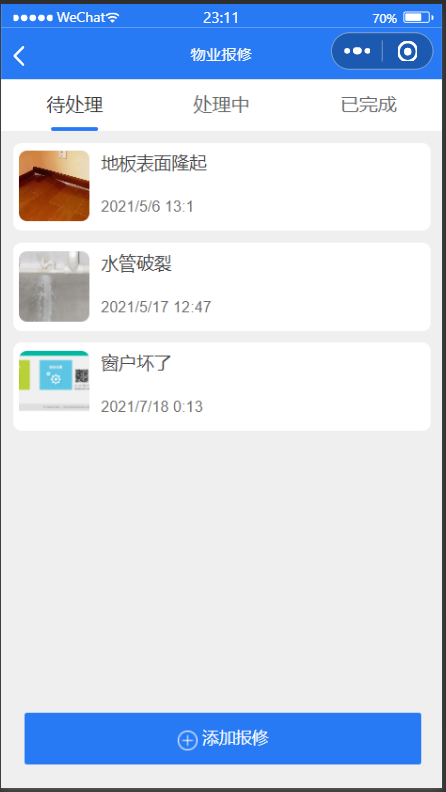 WeChat 23:11 70%
物业报修
待处理 处理中 已完成
地板表面隆起
2021/5/6 13:1
水管破裂
2021/5/17 12:47
窗户坏了
2021/7/18 0:13
添加报修